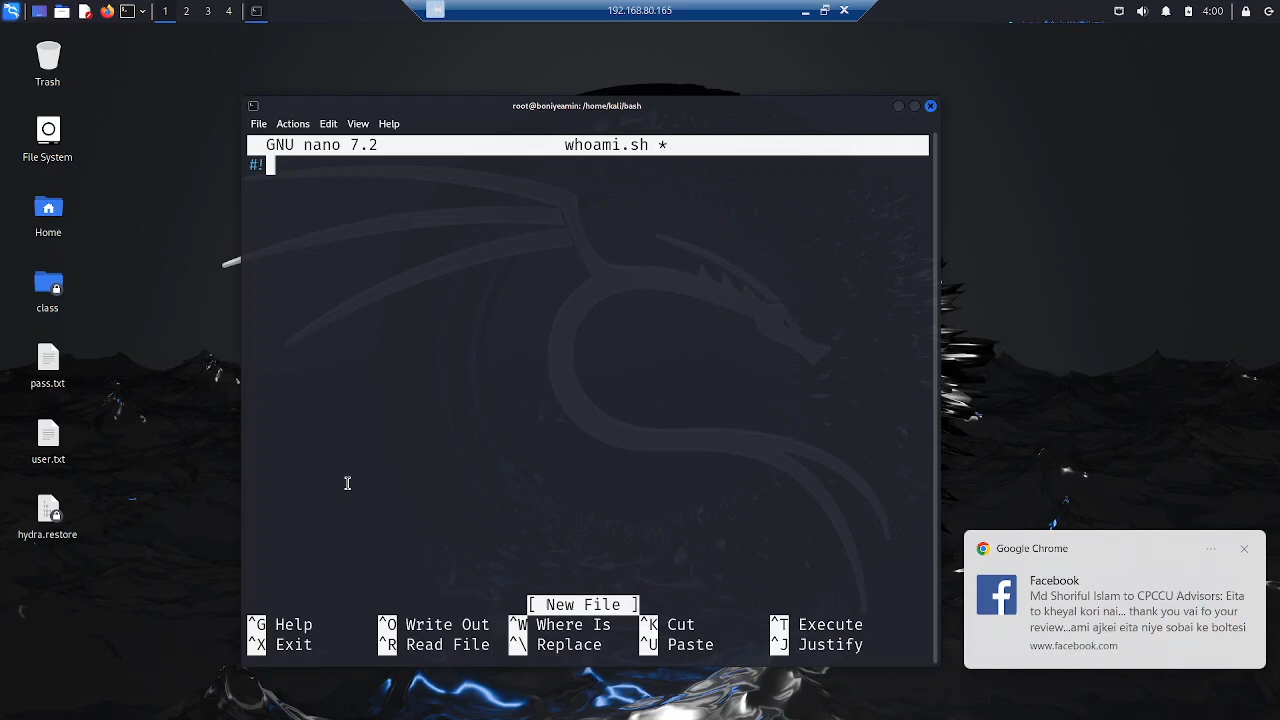 1 2 3 4
192.168.80.165
4:00
Trash
File System
Home
class
pass.txt
user.txt
hydra.restore
root@boniyeamin: /home/kali/bash
File Actions Edit View Help
GNU nano 7.2 whoami.sh *
#!
[ New File ]
^G Help ^O Write Out ^W Where Is ^K Cut ^T Execute
^X Exit ^R Read File ^\ Replace ^U Paste ^J Justify
Google Chrome
Facebook
Md Shoriful Islam to CPCCU Advisors: Eita
to kheyal kori nai... thank you vai fo your
review...ami ajkei eita niye sobai ke boltesi
www.facebook.com